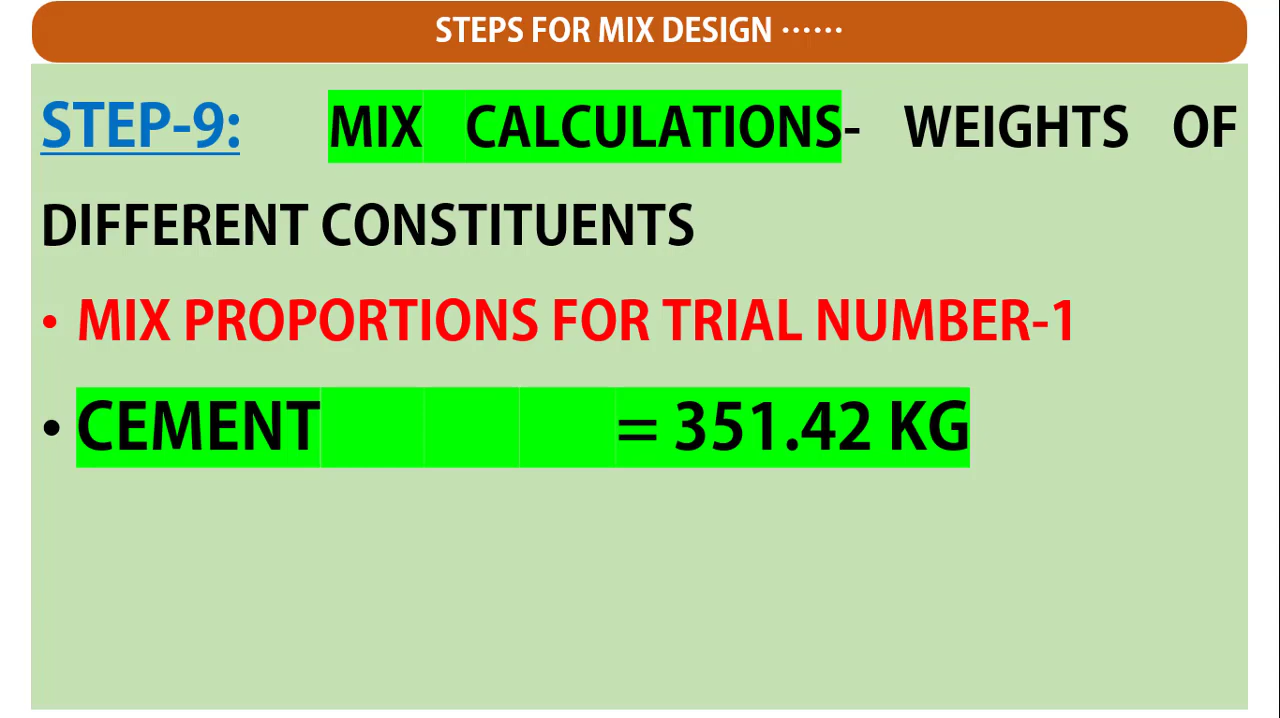 STEPS FOR MIX DESIGN ······
STEP-9: MIX CALCULATIONS- WEIGHTS OF
DIFFERENT CONSTITUENTS
• MIX PROPORTIONS FOR TRIAL NUMBER-1
• CEMENT = 351.42 KG